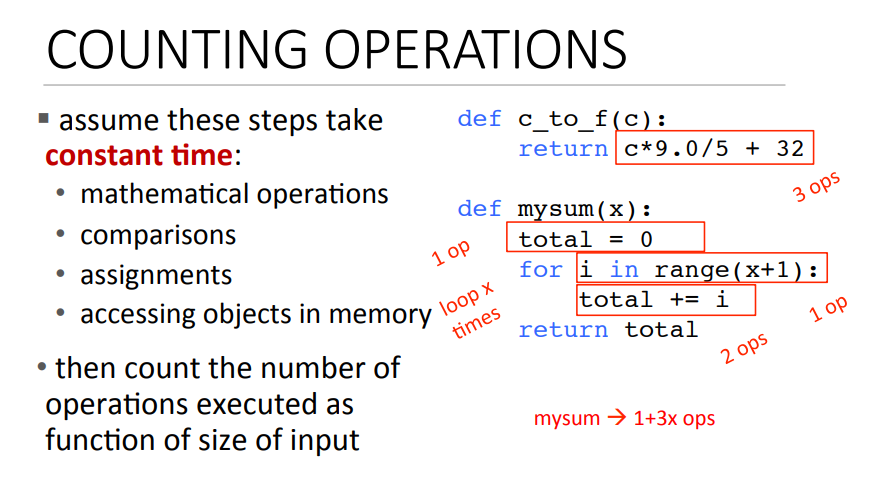 COUNTING OPERATIONS
▪ assume these steps take
constant time:
• mathematical operations
• comparisons
• assignments
• accessing objects in memory
• then count the number of
operations executed as
function of size of input
def c_to_f(c):
return c*9.0/5 + 32
3 ops
def mysum(x):
total = 0
1 op
for i in range(x+1):
1 op
loop x
times
total += i
2 ops
return total
mysum → 1+3x ops